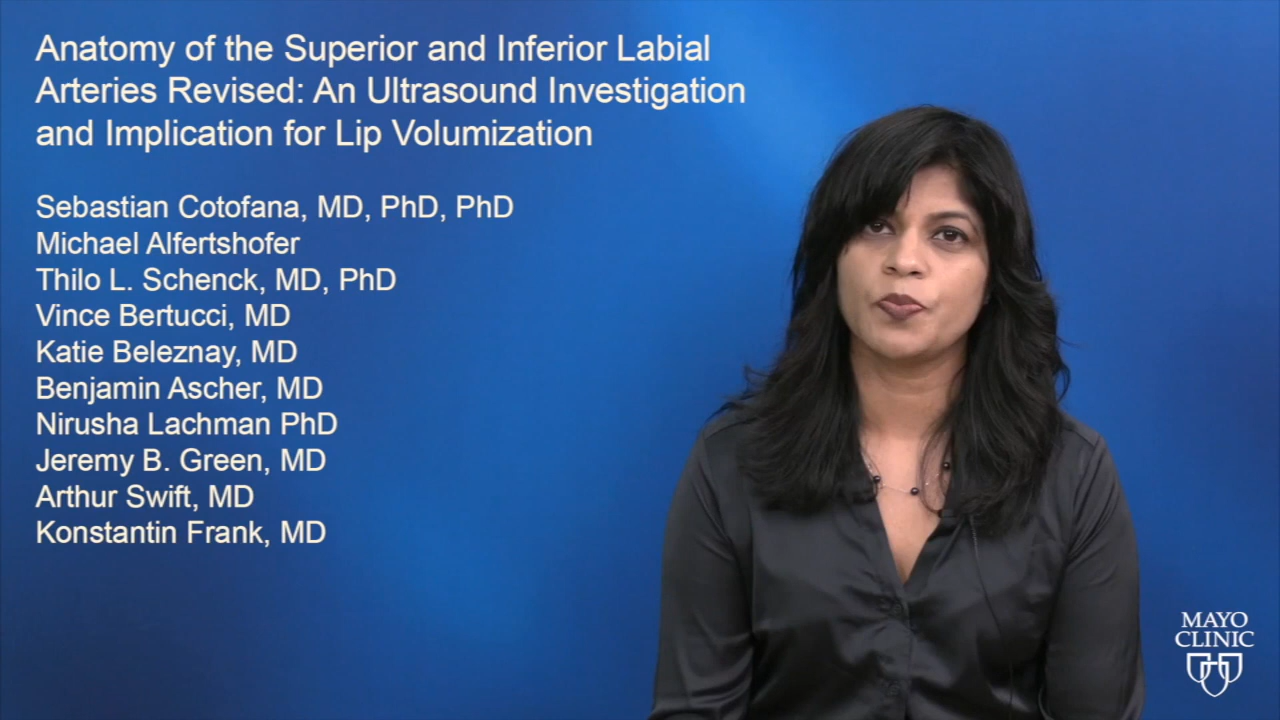 Anatomy of the Superior and Inferior Labial
Arteries Revised: An Ultrasound Investigation
and Implication for Lip Volumization
Sebastian Cotofana, MD, PhD, PhD
Michael Alfertshofer
Thilo L. Schenck, MD, PhD
Vince Bertucci, MD
Katie Beleznay, MD
Benjamin Ascher, MD
Nirusha Lachman PhD
Jeremy B. Green, MD
Arthur Swift, MD
Konstantin Frank, MD
MAYO
CLINIC